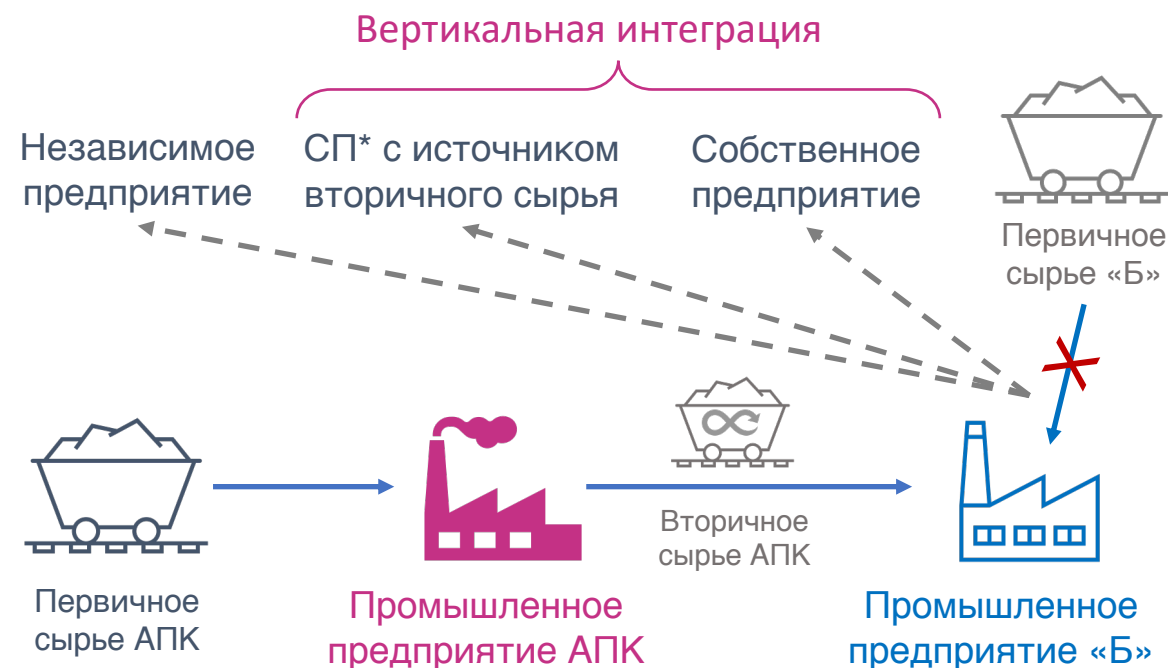 Вертикальная интеграция
Независимое
предприятие
СП* с источником
вторичного сырья
Собственное
предприятие
Первичное
сырье «Б»
Вторичное
сырье АПК
Первичное
сырье АПК
Промышленное
предприятие АПК
Промышленное
предприятие «Б»